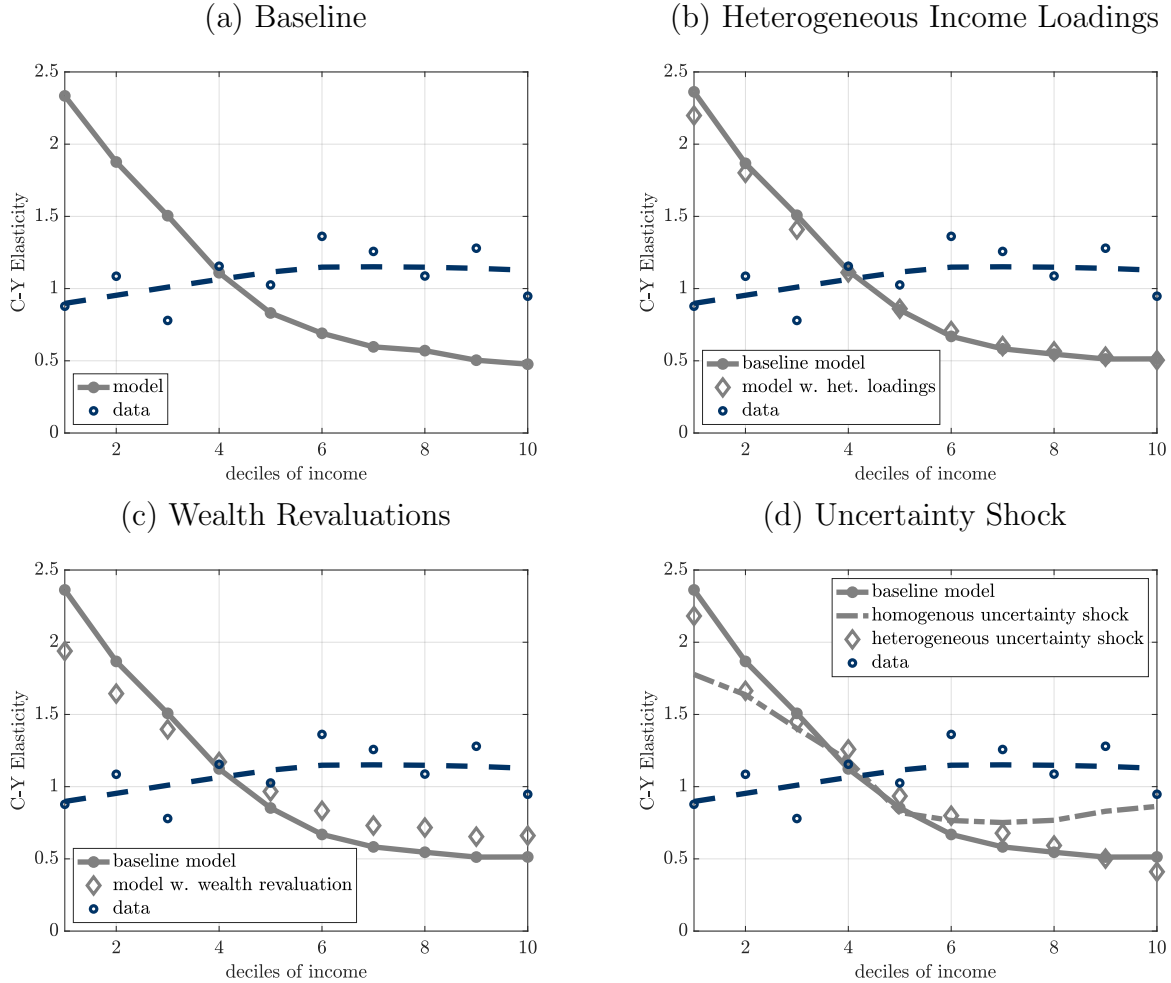 (a) Baseline
2.5
2
1.5
1
0.5
0
C-Y Elasticity
model
data
2 4 6 8 10
deciles of income
(b) Heterogeneous Income Loadings
2.5
2
1.5
1
0.5
0
C-Y Elasticity
baseline model
model w. het. loadings
data
2 4 6 8 10
deciles of income
(c) Wealth Revaluations
2.5
2
1.5
1
0.5
0
C-Y Elasticity
baseline model
model w. wealth revaluation
data
2 4 6 8 10
deciles of income
(d) Uncertainty Shock
2.5
2
1.5
1
0.5
0
C-Y Elasticity
baseline model
homogenous uncertainty shock
heterogeneous uncertainty shock
data
2 4 6 8 10
deciles of income